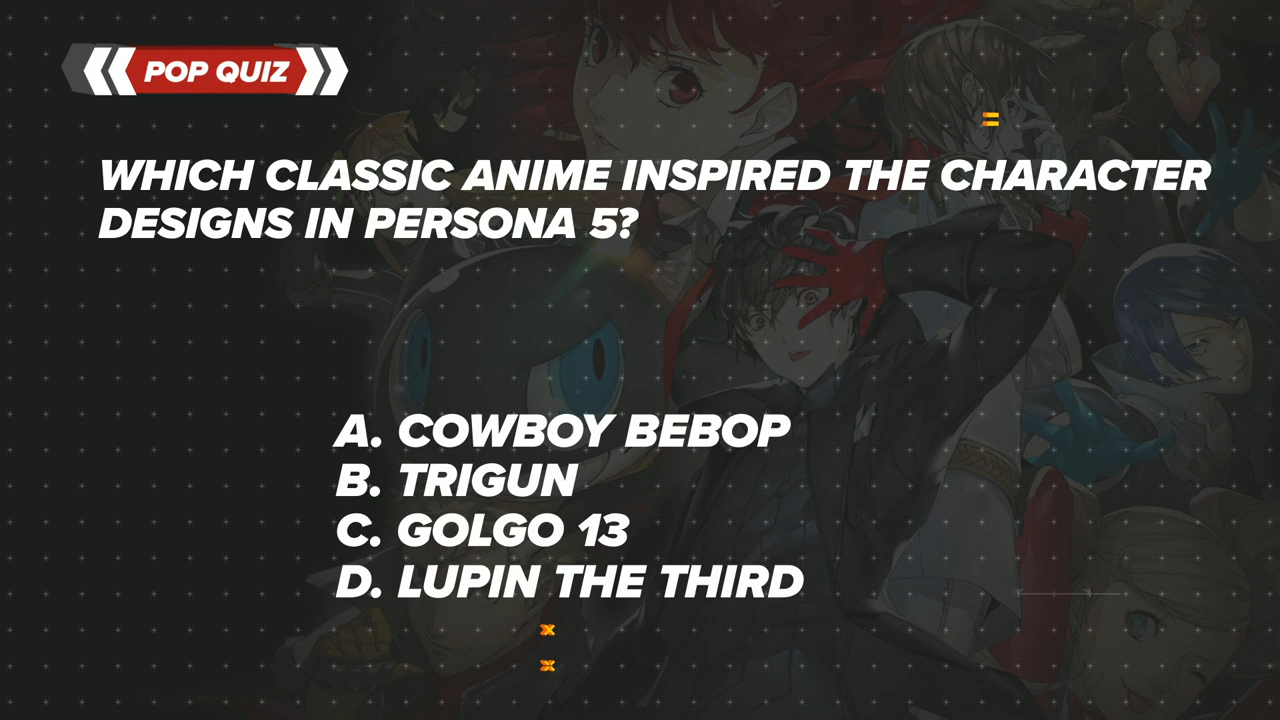 POP QUIZ
WHICH CLASSIC ANIME INSPIRED THE CHARACTER
DESIGNS IN PERSONA 5?
A. COWBOY BEBOP
B. TRIGUN
C. GOLGO 13
D. LUPIN THE THIRD